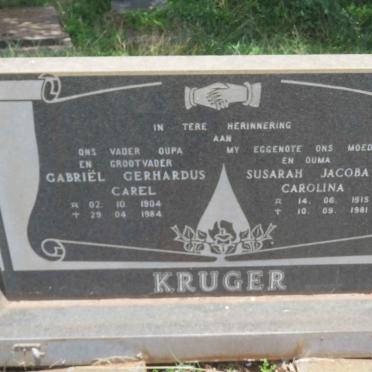 IN TERE HERINNERING
AAN
ONS VADER OUPA
EN GROOTVADER
GABRIËL GERHARDUS
CAREL
☆ 02. 10. 1904
✝ 29. 04. 1984
MY EGGENOTE ONS MOED
EN OUMA
SUSARAH JACOBA
CAROLINA
☆ 14. 06. 1915
✝ 10. 09. 1981
KRUGER